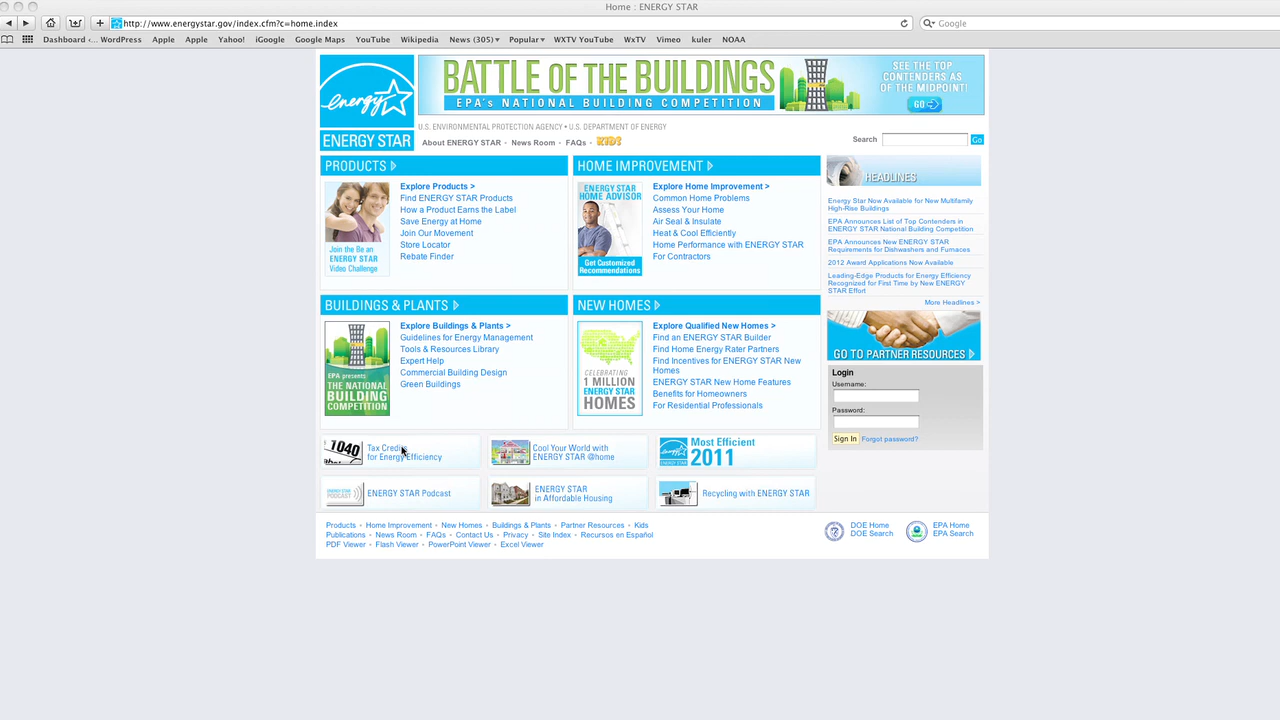 Home : ENERGY STAR
http://www.energystar.gov/index.cfm?c=home.index
Google
Dashboard ‹... WordPress Apple Apple Yahoo! iGoogle Google Maps YouTube Wikipedia News (305) Popular WXTV YouTube WxTV Vimeo kuler NOAA
energy
ENERGY STAR
BATTLE OF THE BUILDINGS
EPA's NATIONAL BUILDING COMPETITION
SEE THE TOP
CONTENDERS AS
OF THE MIDPOINT!
GO
U.S. ENVIRONMENTAL PROTECTION AGENCY • U.S. DEPARTMENT OF ENERGY
About ENERGY STAR • News Room • FAQs • KIDS
Search
Go
PRODUCTS
Join the Be an
ENERGY STAR
Video Challenge
Explore Products >
Find ENERGY STAR Products
How a Product Earns the Label
Save Energy at Home
Join Our Movement
Store Locator
Rebate Finder
HOME IMPROVEMENT
ENERGY STAR
HOME ADVISOR
Get Customized
Recommendations
Explore Home Improvement >
Common Home Problems
Assess Your Home
Air Seal & Insulate
Heat & Cool Efficiently
Home Performance with ENERGY STAR
For Contractors
HEADLINES
Energy Star Now Available for New Multifamily
High-Rise Buildings
EPA Announces List of Top Contenders in
ENERGY STAR National Building Competition
EPA Announces New ENERGY STAR
Requirements for Dishwashers and Furnaces
2012 Award Applications Now Available
Leading-Edge Products for Energy Efficiency
Recognized for First Time by New ENERGY
STAR Effort
More Headlines >
BUILDINGS & PLANTS
EPA presents
THE NATIONAL
BUILDING
COMPETITION
Explore Buildings & Plants >
Guidelines for Energy Management
Tools & Resources Library
Expert Help
Commercial Building Design
Green Buildings
NEW HOMES
CELEBRATING
1 MILLION
ENERGY STAR
HOMES
Explore Qualified New Homes >
Find an ENERGY STAR Builder
Find Home Energy Rater Partners
Find Incentives for ENERGY STAR New
Homes
ENERGY STAR New Home Features
Benefits for Homeowners
For Residential Professionals
GO TO PARTNER RESOURCES
Login
Username:
Password:
Sign In
Forgot password?
1040
Tax Credits
for Energy Efficiency
Cool Your World with
ENERGY STAR @home
Most Efficient
2011
ENERGY STAR
PODCAST
ENERGY STAR Podcast
ENERGY STAR
in Affordable Housing
Recycling with ENERGY STAR
Products • Home Improvement • New Homes • Buildings & Plants • Partner Resources • Kids
Publications • News Room • FAQs • Contact Us • Privacy • Site Index • Recursos en Español
PDF Viewer • Flash Viewer • PowerPoint Viewer • Excel Viewer
DOE Home
DOE Search
EPA Home
EPA Search